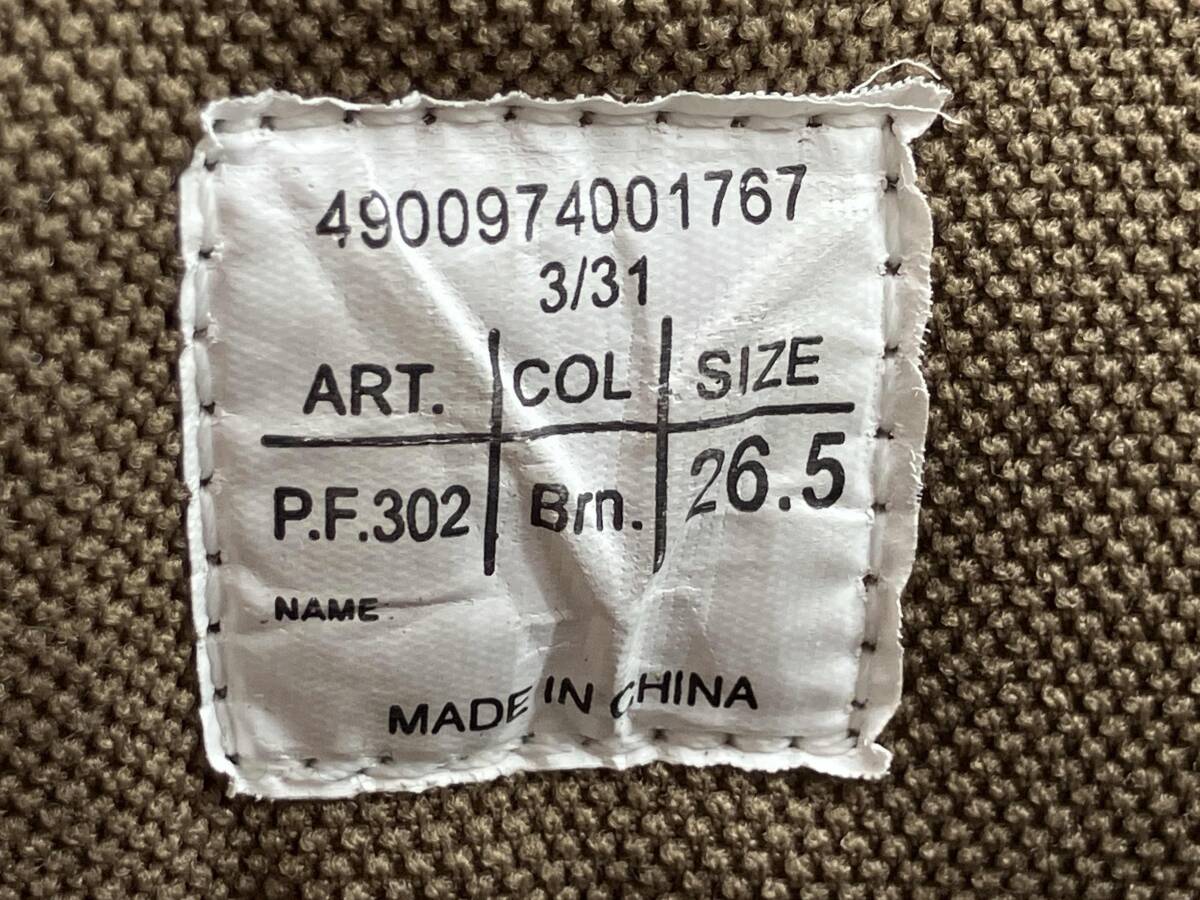 4900974001767
3/31
ART. COL SIZE
P.F.302 Brn. 26.5
NAME
MADE IN CHINA